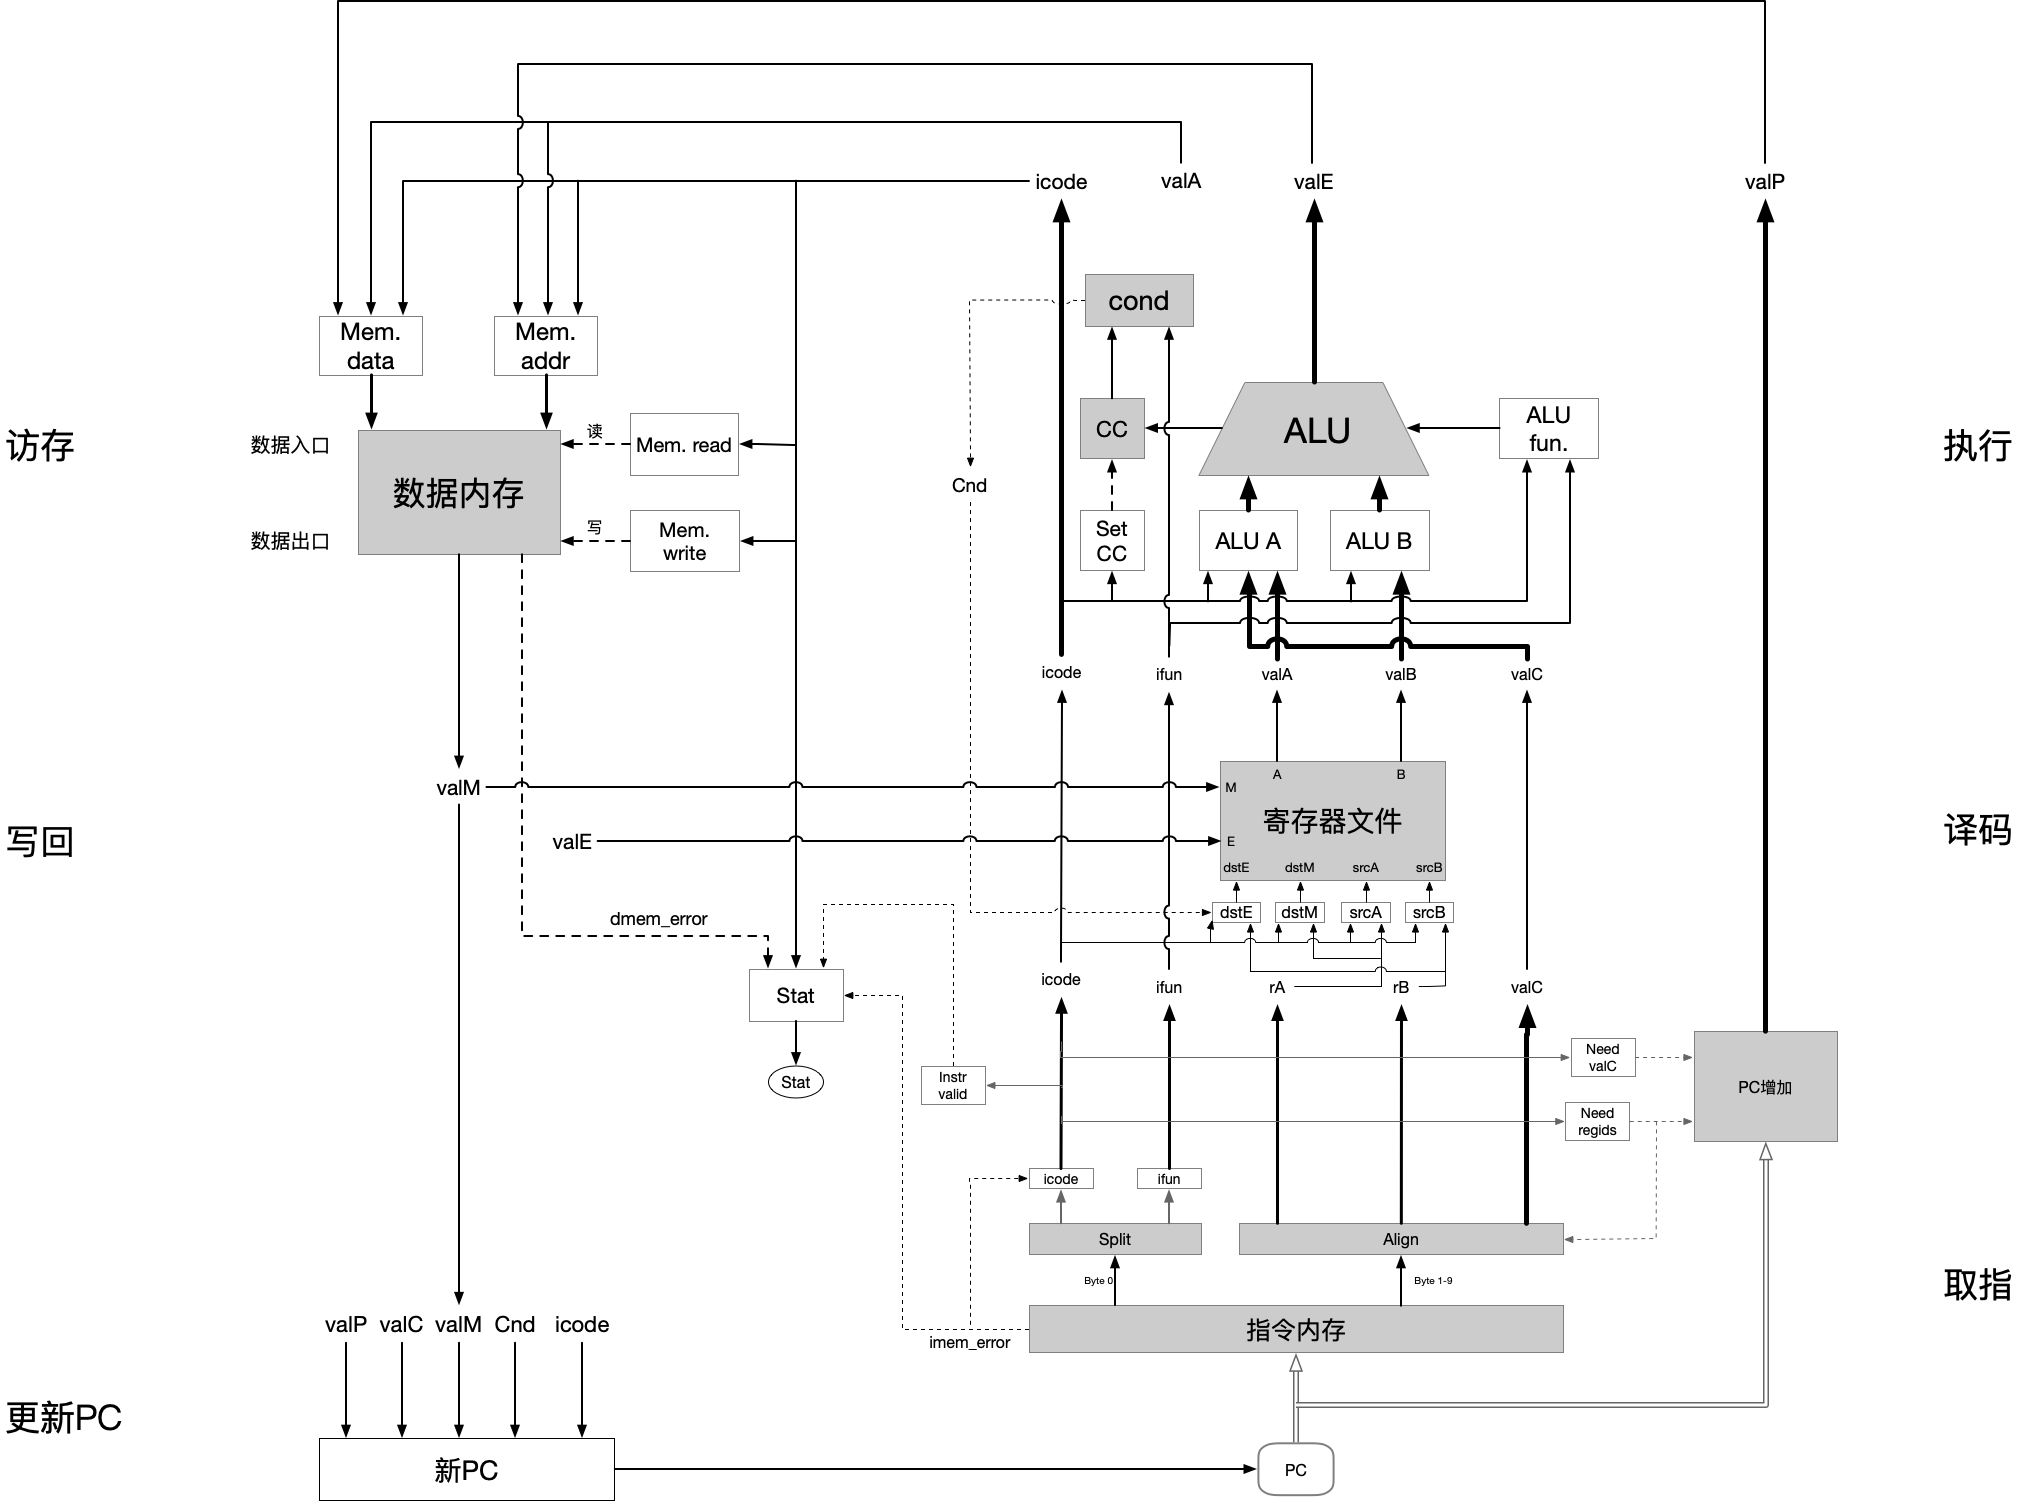 icode
valA
valE
valP
cond
Mem.
data
Mem.
addr
CC
ALU
ALU
fun.
访存
数据入口
读
Mem. read
执行
数据内存
Cnd
数据出口
写
Mem.
write
Set
CC
ALU A
ALU B
icode
ifun
valA
valB
valC
valM
M
A
B
寄存器文件
写回
valE
E
译码
dstE
dstM
srcA
srcB
dmem_error
dstE
dstM
srcA
srcB
Stat
icode
ifun
rA
rB
valC
Stat
Instr
valid
Need
valC
PC增加
Need
regids
icode
ifun
Split
Align
Byte 0
Byte 1-9
取指
valP
valC
valM
Cnd
icode
imem_error
指令内存
更新PC
新PC
PC